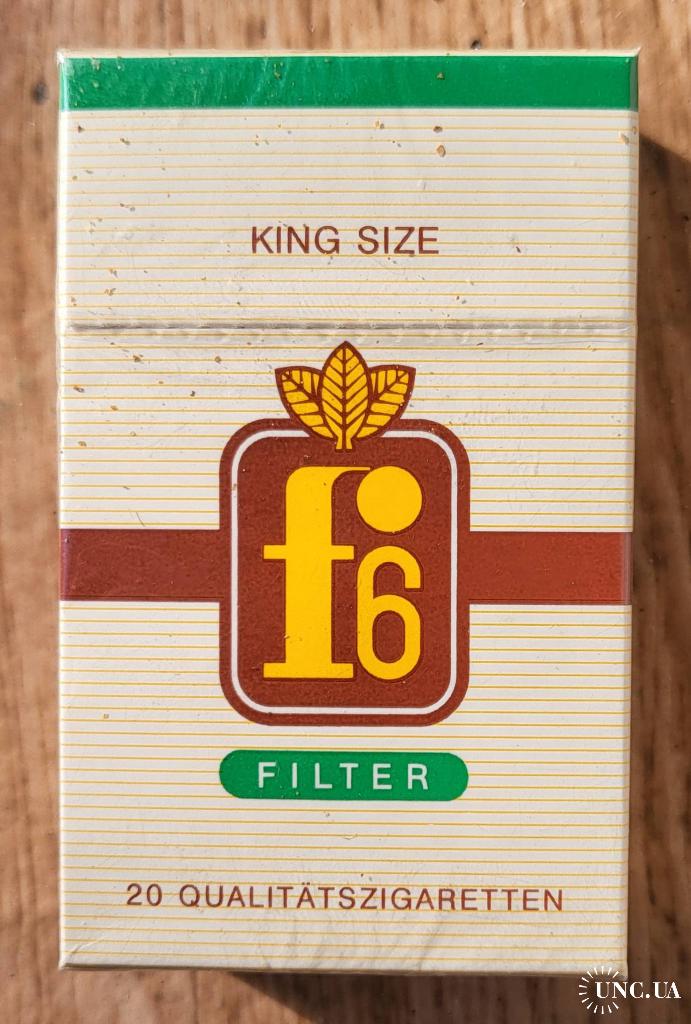 KING SIZE
f6
FILTER
20 QUALITÄTSZIGARETTEN
UNC.UA